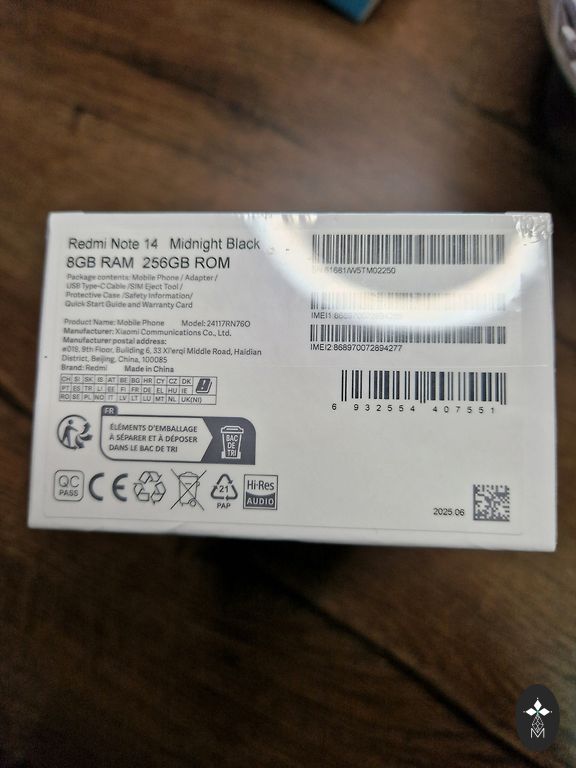 Redmi Note 14 Midnight Black
8GB RAM 256GB ROM
Package contents: Mobile Phone / Adapter /
USB Type-C Cable /SIM Eject Tool /
Protective Case /Safety Information/
Quick Start Guide and Warranty Card
Product Name: Mobile Phone Model: 24117RN76O
Manufacturer: Xiaomi Communications Co., Ltd.
Manufacturer postal address:
#019, 9th Floor, Building 6, 33 Xi'erqi Middle Road, Haidian
District, Beijing, China, 100085
Brand: Redmi Made in China
CH SI SK IS AT BE BG HR CY CZ DK
PT ES TR LI EE FI FR DE EL HU IE
RO SE PL NO IT LV LT LU MT NL UK(NI)
FR
ÉLÉMENTS D'EMBALLAGE
À SÉPARER ET À DÉPOSER
DANS LE BAC DE TRI
BAC
DE
TRI
QC
PASS
CE
21
PAP
Hi-Res
AUDIO
IMEI2:868970072894277
6 932554 407551
2025.06
M